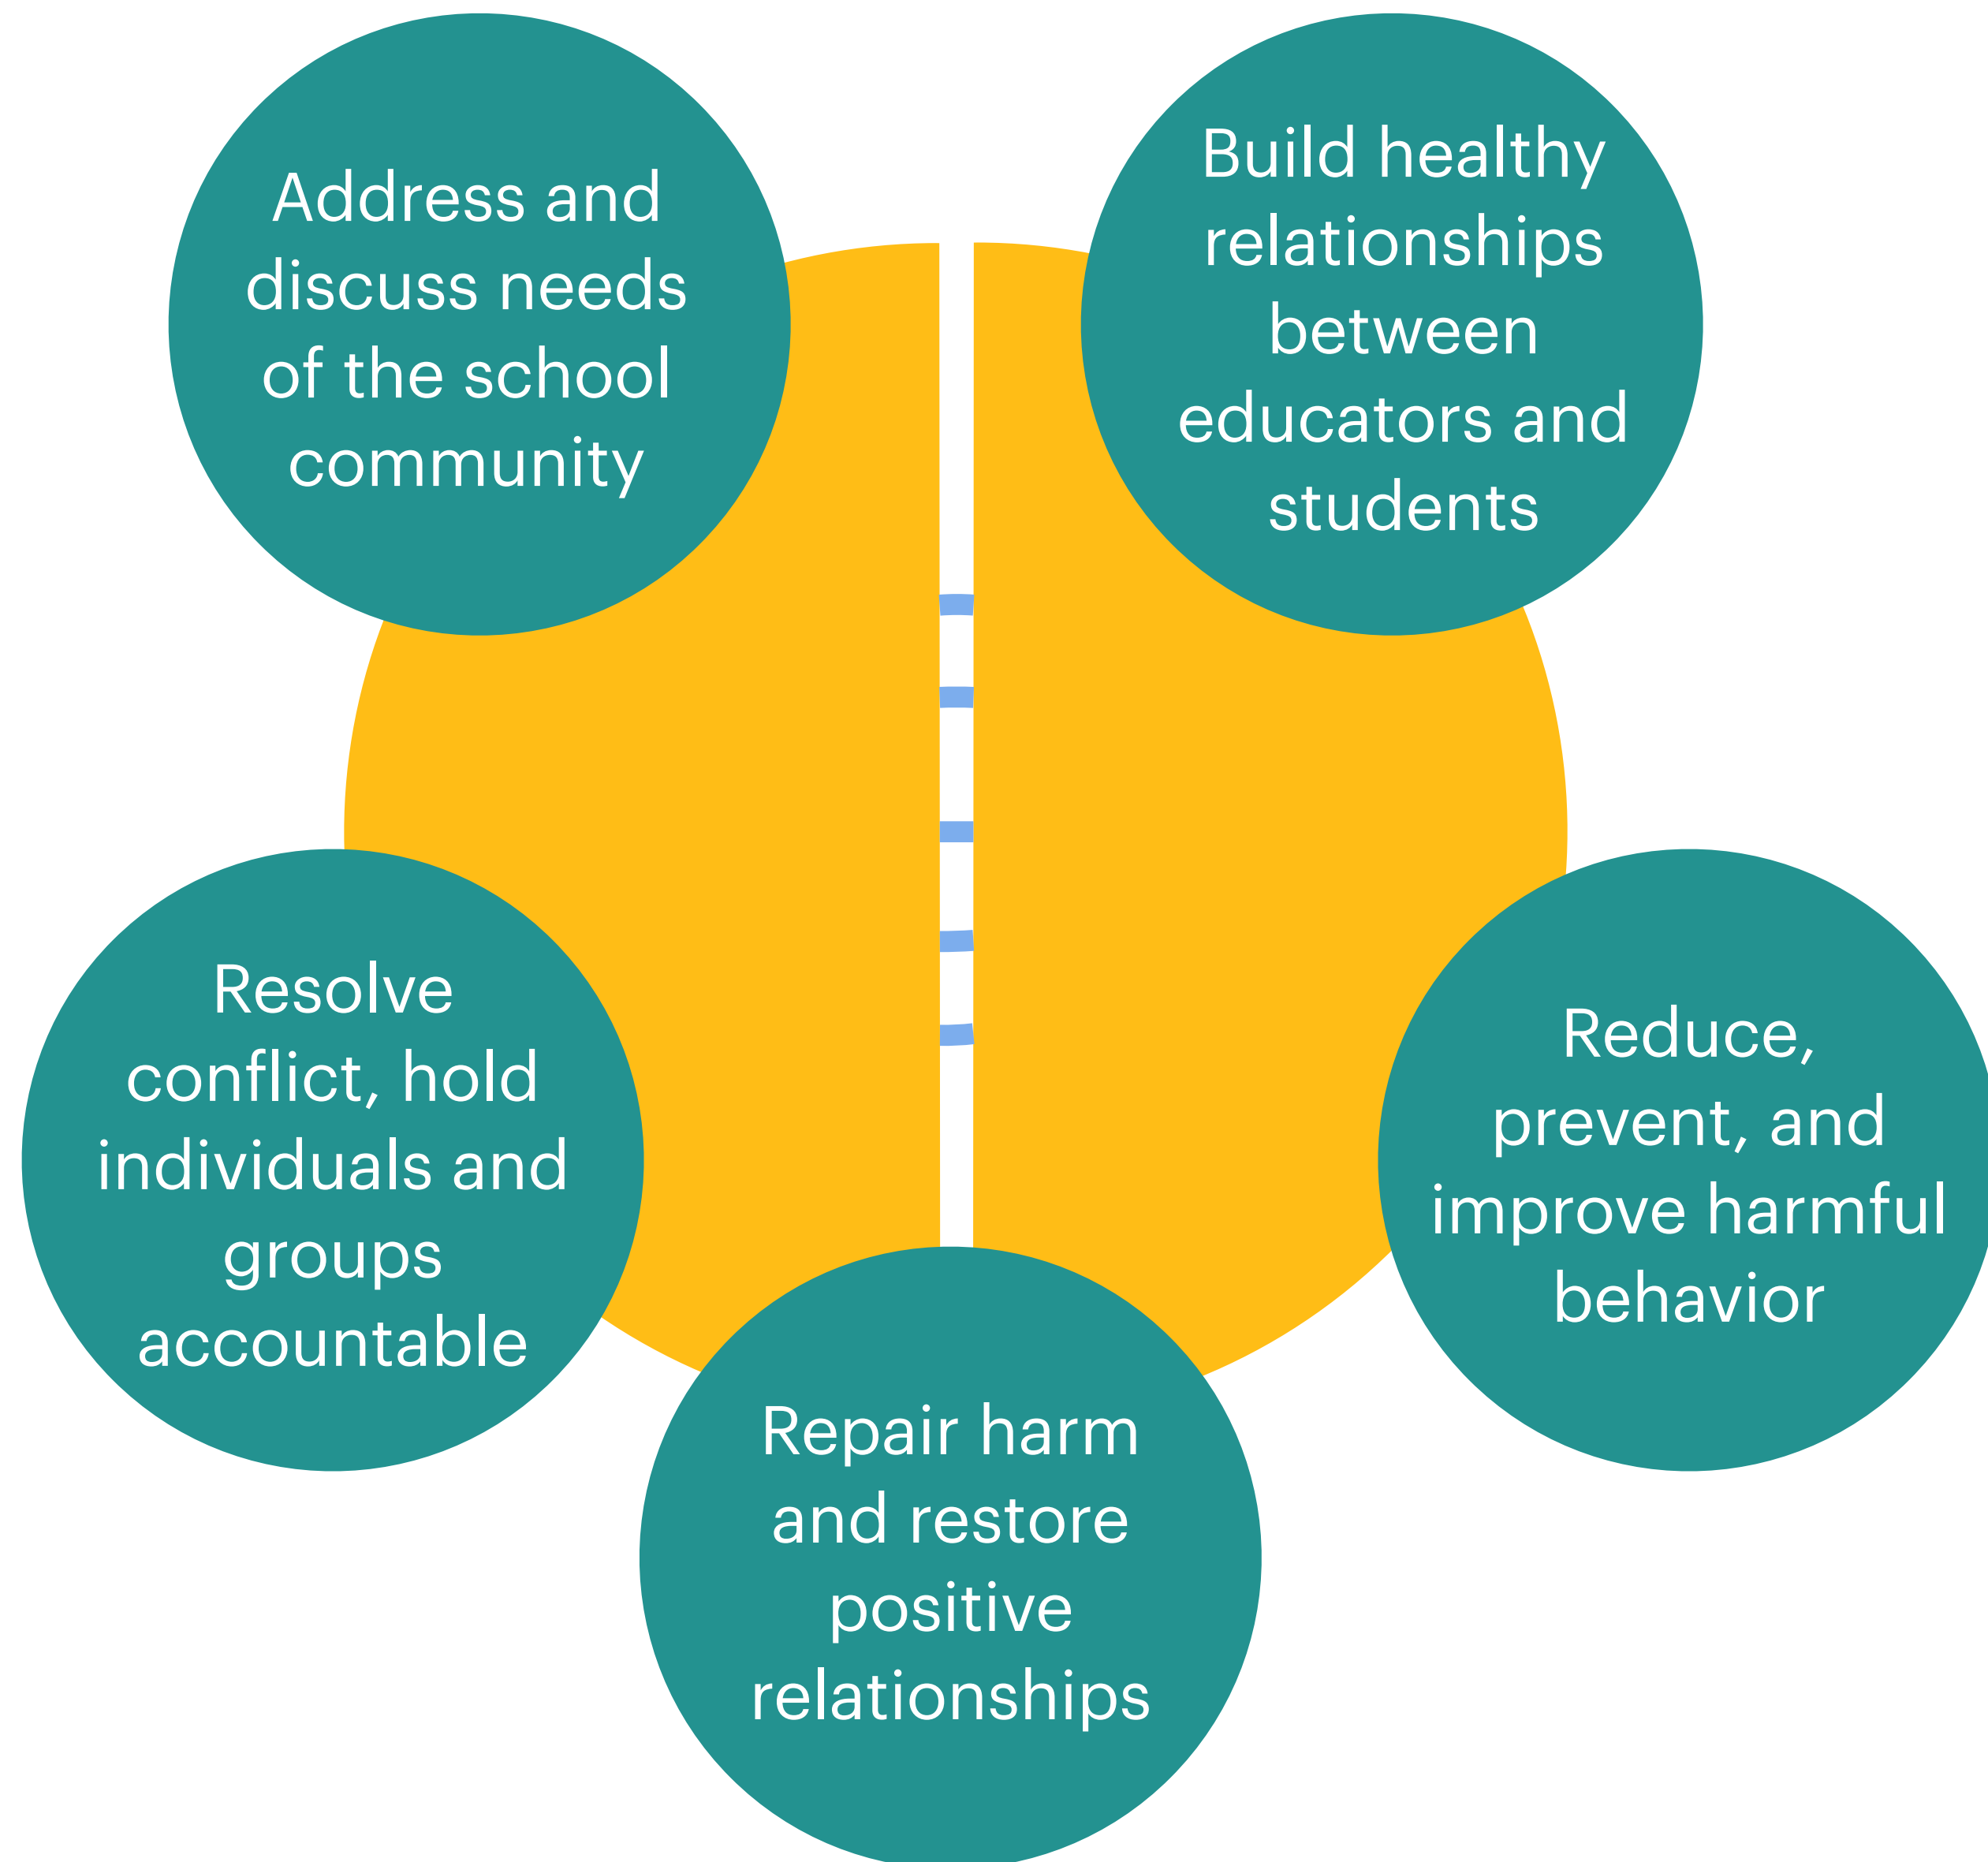 Address and
discuss needs
of the school
community
Build healthy
relationships
between
educators and
students
Resolve
conflict, hold
individuals and
groups
accountable
Reduce,
prevent, and
improve harmful
behavior
Repair harm
and restore
positive
relationships